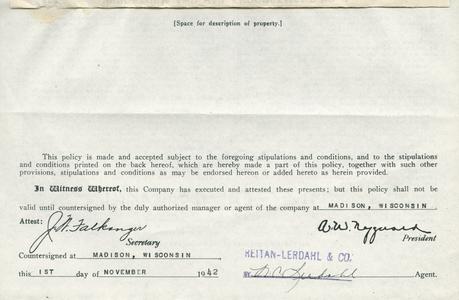 [Space for description of property.]
This policy is made and accepted subject to the foregoing stipulations and conditions, and to the stipulations
and conditions printed on the back hereof, which are hereby made a part of this policy, together with such other
provisions, stipulations and conditions as may be endorsed hereon or added hereto as herein provided.
In Witness Whereof, this Company has executed and attested these presents; but this policy shall not be
valid until countersigned by the duly authorized manager or agent of the company at MADISON, WISCONSIN
Attest:
J. Falkanger
Secretary
President
Countersigned at MADISON, WISCONSIN
REITAN-LERDAHL & CO.
this 1ST day of NOVEMBER 1942
BY Lerdahl Agent.